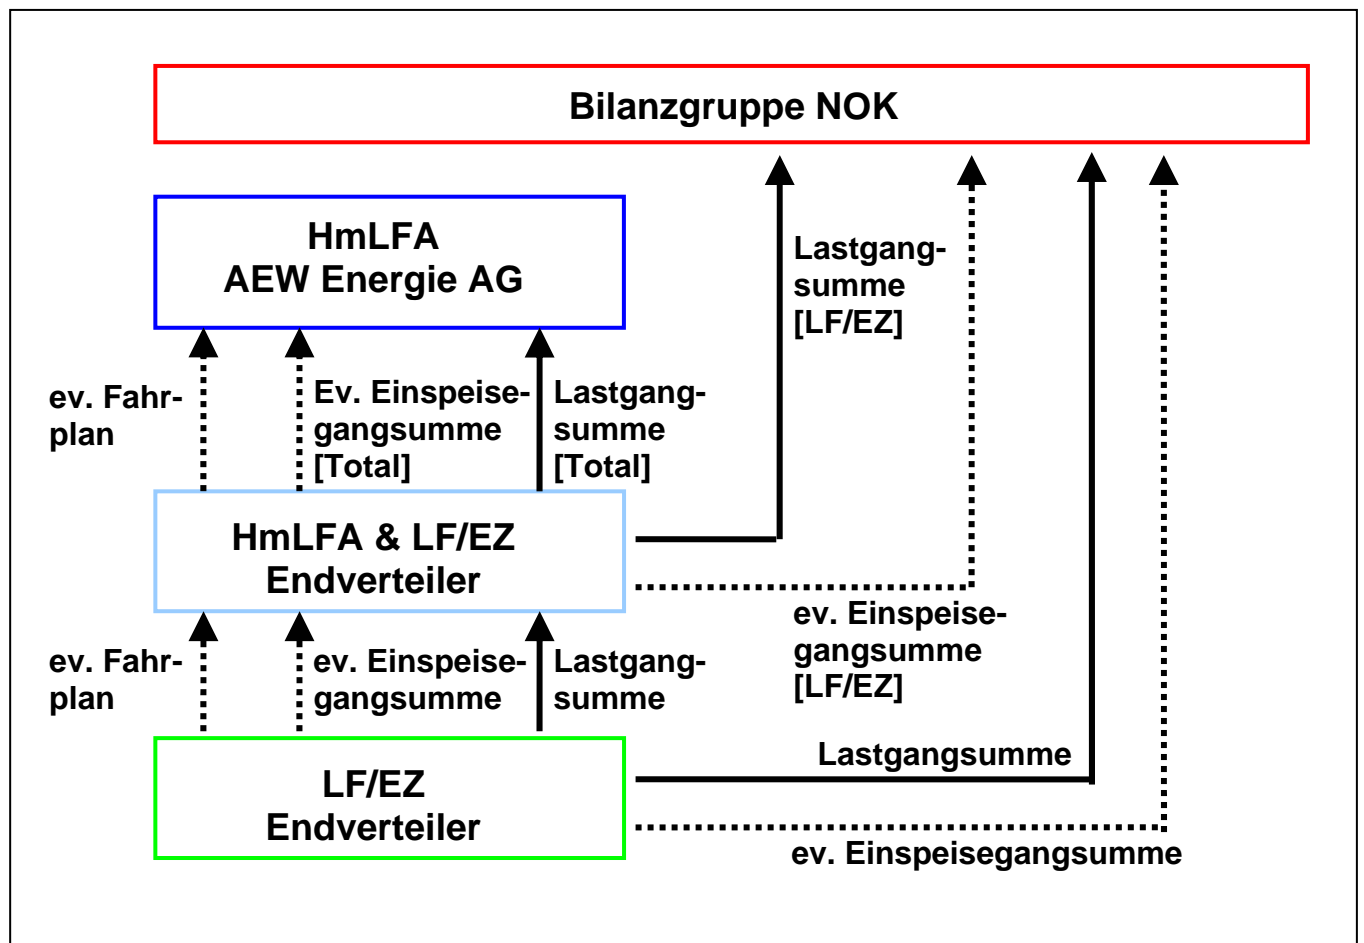 Bilanzgruppe NOK
HmLFA
AEW Energie AG
Lastgang-
summe
[LF/EZ]
ev. Fahr-
plan
Ev. Einspeise-
gangsumme
[Total]
Lastgang-
summe
[Total]
HmLFA & LF/EZ
Endverteiler
ev. Einspeise-
gangsumme
[LF/EZ]
ev. Fahr-
plan
ev. Einspeise-
gangsumme
Lastgang-
summe
Lastgangsumme
LF/EZ
Endverteiler
ev. Einspeisegangsumme